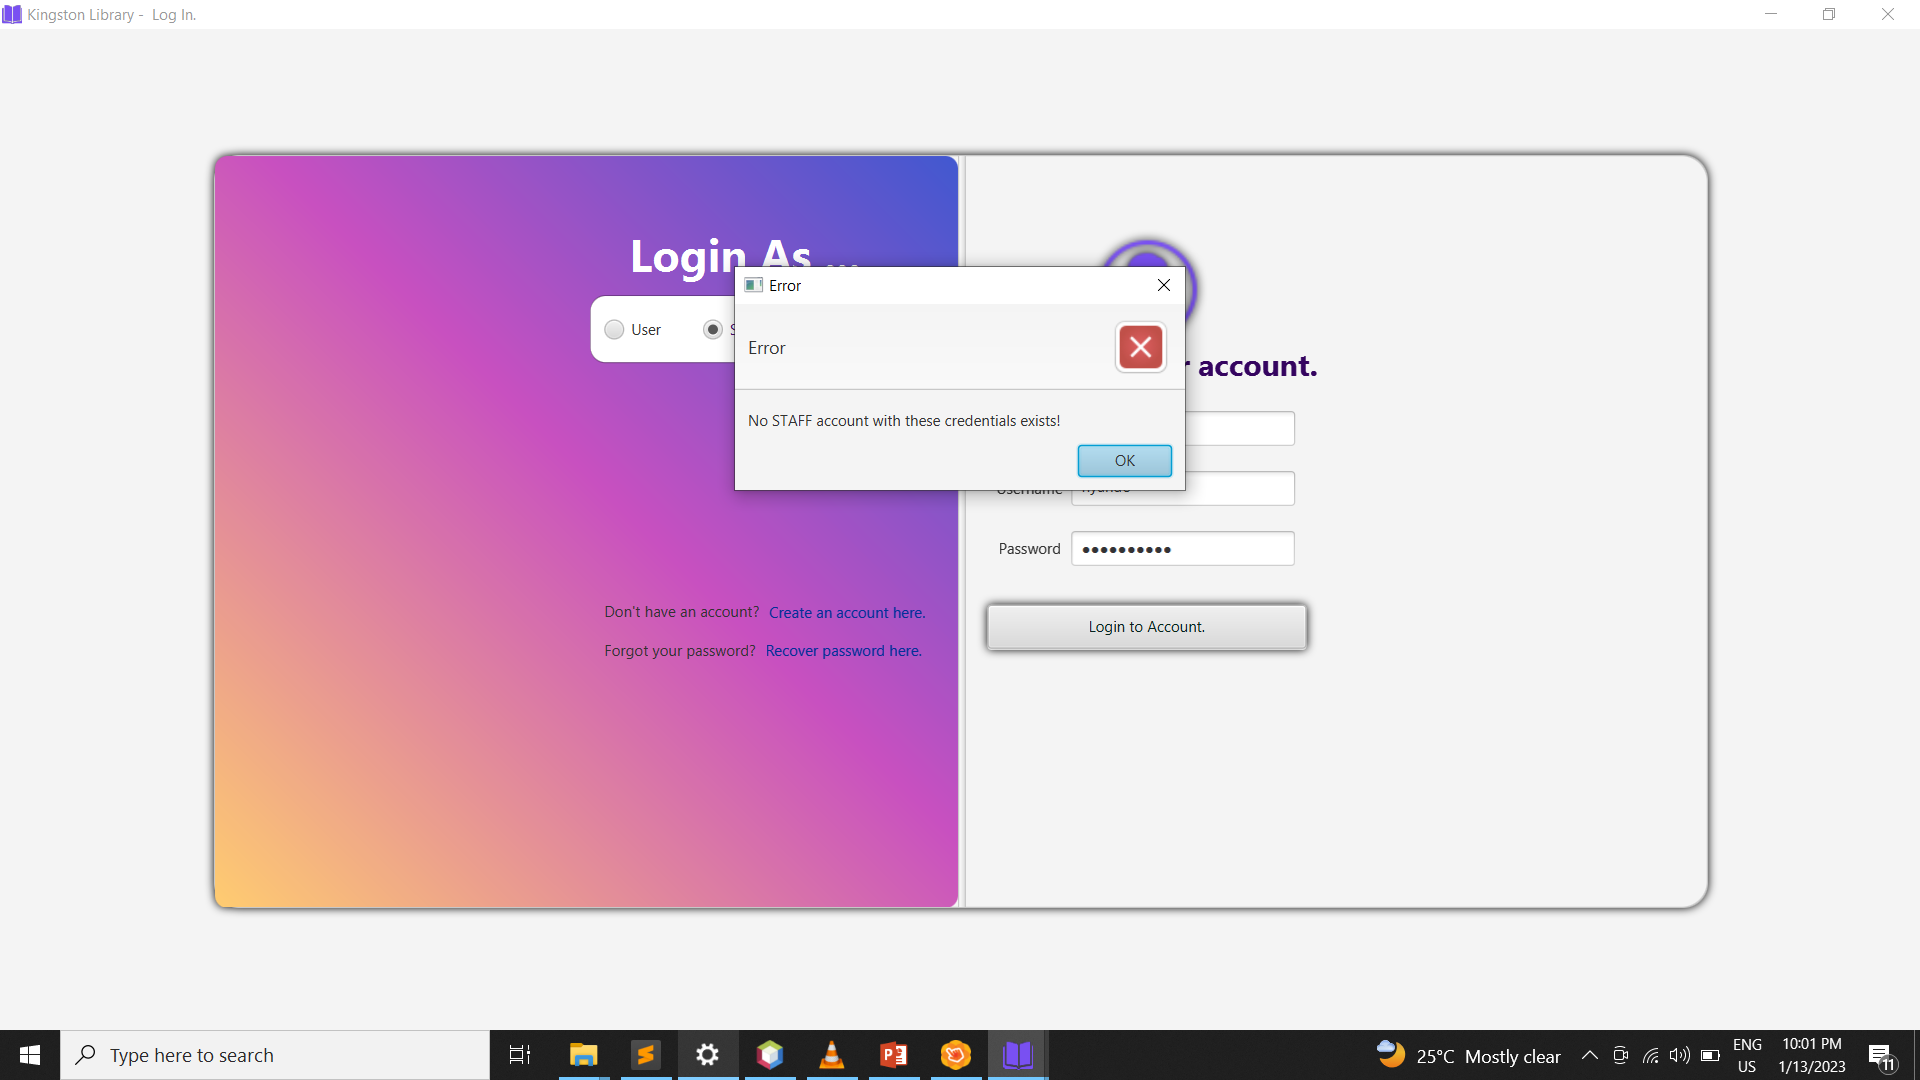 Kingston Library - Log In.
Login As ...
User
Error
Error
No STAFF account with these credentials exists!
OK
account.
Username
Password
Login to Account.
Don't have an account? Create an account here.
Forgot your password? Recover password here.
Type here to search
25°C Mostly clear
ENG
US
10:01 PM
1/13/2023
11